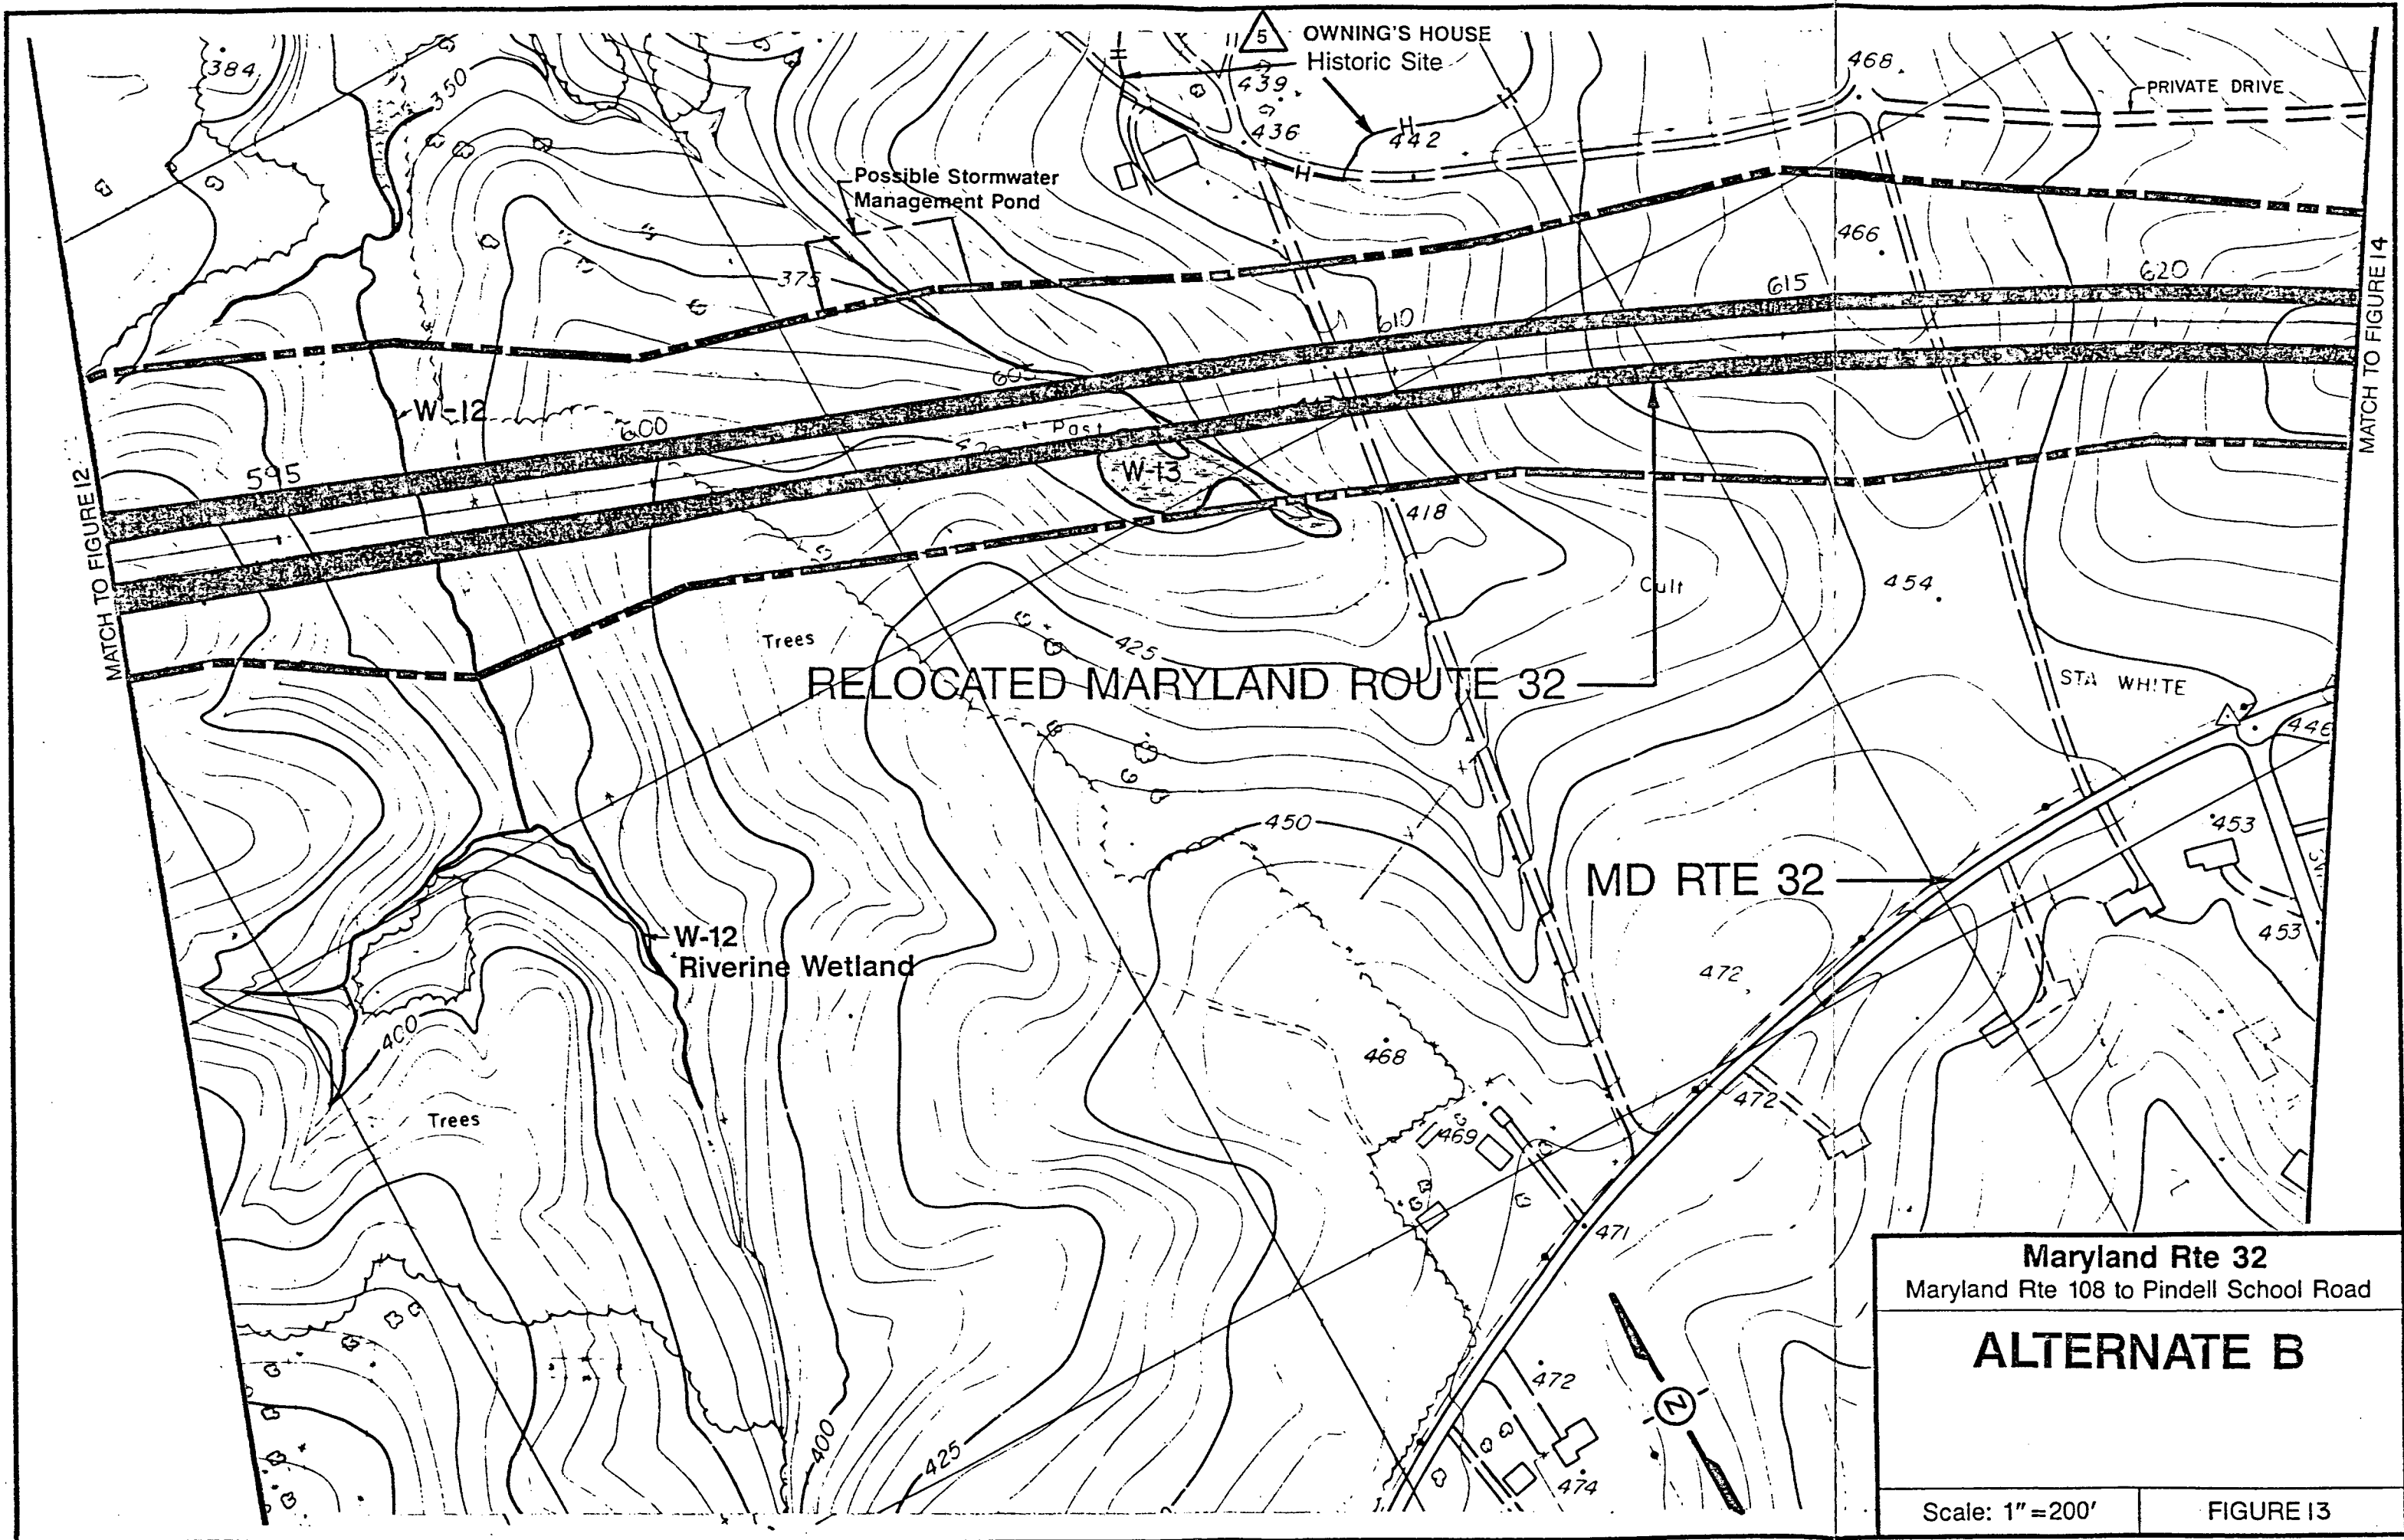 5 OWNING'S HOUSE
Historic Site
384
350
439
436
442
468
PRIVATE DRIVE
Possible Stormwater
Management Pond
375
466
MATCH TO FIGURE 14
620
615
610
600
595
W-12
Past
W-13
418
MATCH TO FIGURE 12
Cult
454
Trees
425
RELOCATED MARYLAND ROUTE 32
STA WHITE
446
450
453
MD RTE 32
453
W-12
Riverine Wetland
472
400
468
Trees
469
472
471
472
474
400
425
N
Maryland Rte 32
Maryland Rte 108 to Pindell School Road
ALTERNATE B
Scale: 1"=200'
FIGURE 13